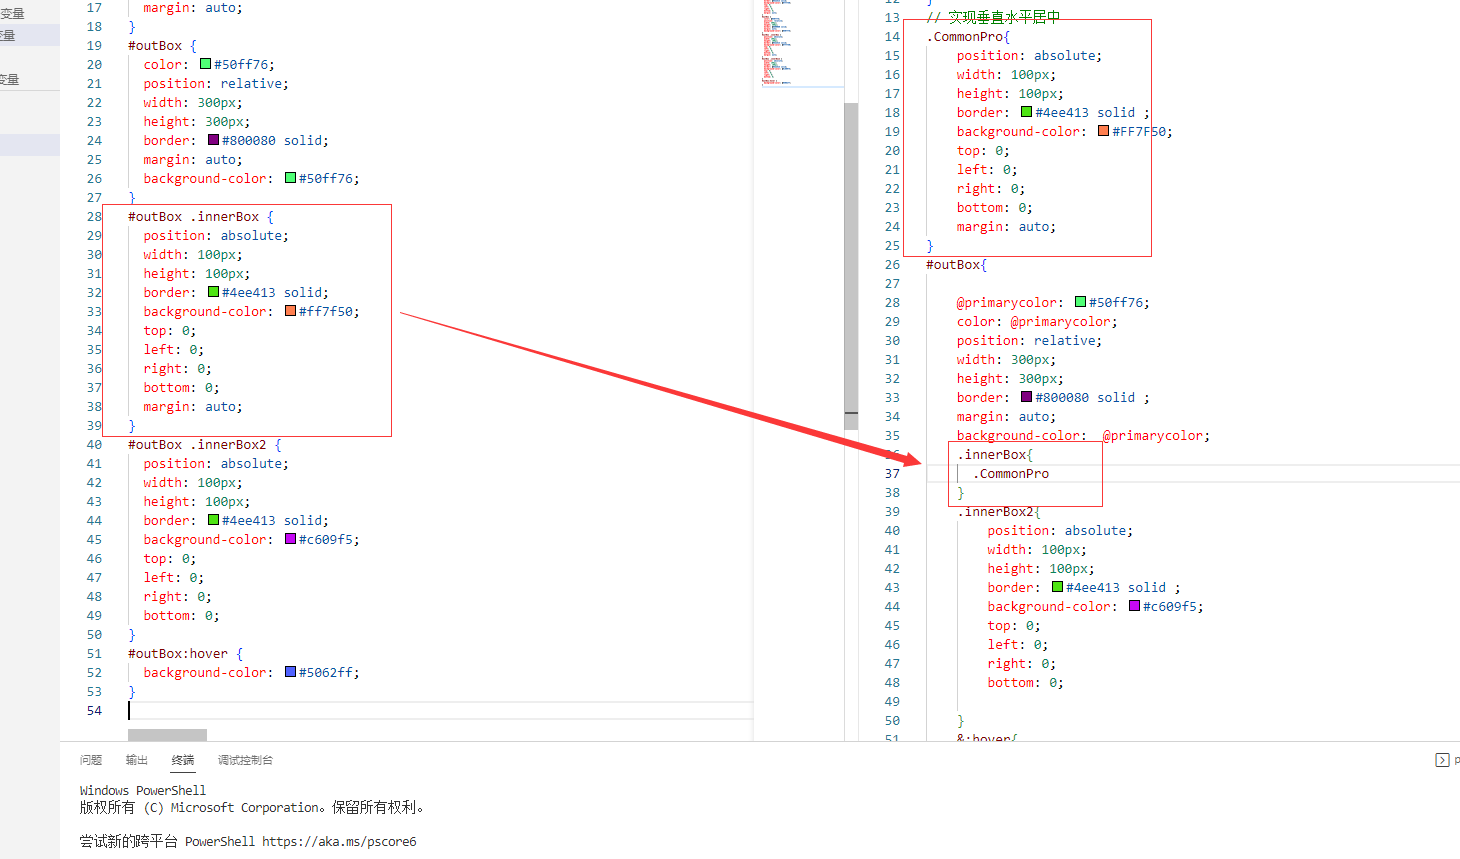 变量
量
变量
17 margin: auto;
18 }
19 #outBox {
20 color: #50ff76;
21 position: relative;
22 width: 300px;
23 height: 300px;
24 border: #800080 solid;
25 margin: auto;
26 background-color: #50ff76;
27 }
28 #outBox .innerBox {
29 position: absolute;
30 width: 100px;
31 height: 100px;
32 border: #4ee413 solid;
33 background-color: #ff7f50;
34 top: 0;
35 left: 0;
36 right: 0;
37 bottom: 0;
38 margin: auto;
39 }
40 #outBox .innerBox2 {
41 position: absolute;
42 width: 100px;
43 height: 100px;
44 border: #4ee413 solid;
45 background-color: #c609f5;
46 top: 0;
47 left: 0;
48 right: 0;
49 bottom: 0;
50 }
51 #outBox:hover {
52 background-color: #5062ff;
53 }
54
12 }
13 // 实现垂直水平居中
14 .CommonPro{
15 position: absolute;
16 width: 100px;
17 height: 100px;
18 border: #4ee413 solid ;
19 background-color: #FF7F50;
20 top: 0;
21 left: 0;
22 right: 0;
23 bottom: 0;
24 margin: auto;
25 }
26 #outBox{
27
28 @primarycolor: #50ff76;
29 color: @primarycolor;
30 position: relative;
31 width: 300px;
32 height: 300px;
33 border: #800080 solid ;
34 margin: auto;
35 background-color: @primarycolor;
36 .innerBox{
37 .CommonPro
38 }
39 .innerBox2{
40 position: absolute;
41 width: 100px;
42 height: 100px;
43 border: #4ee413 solid ;
44 background-color: #c609f5;
45 top: 0;
46 left: 0;
47 right: 0;
48 bottom: 0;
49
50 }
51 &:hover{
问题 输出 终端 调试控制台
p
Windows PowerShell
版权所有 (C) Microsoft Corporation。保留所有权利。
尝试新的跨平台 PowerShell https://aka.ms/pscore6